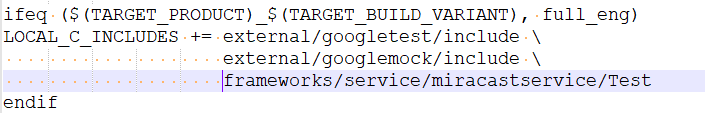 ifeq ($(TARGET_PRODUCT)_$(TARGET_BUILD_VARIANT), full_eng)
LOCAL_C_INCLUDES += external/googletest/include \
external/googlemock/include \
frameworks/service/miracastservice/Test
endif